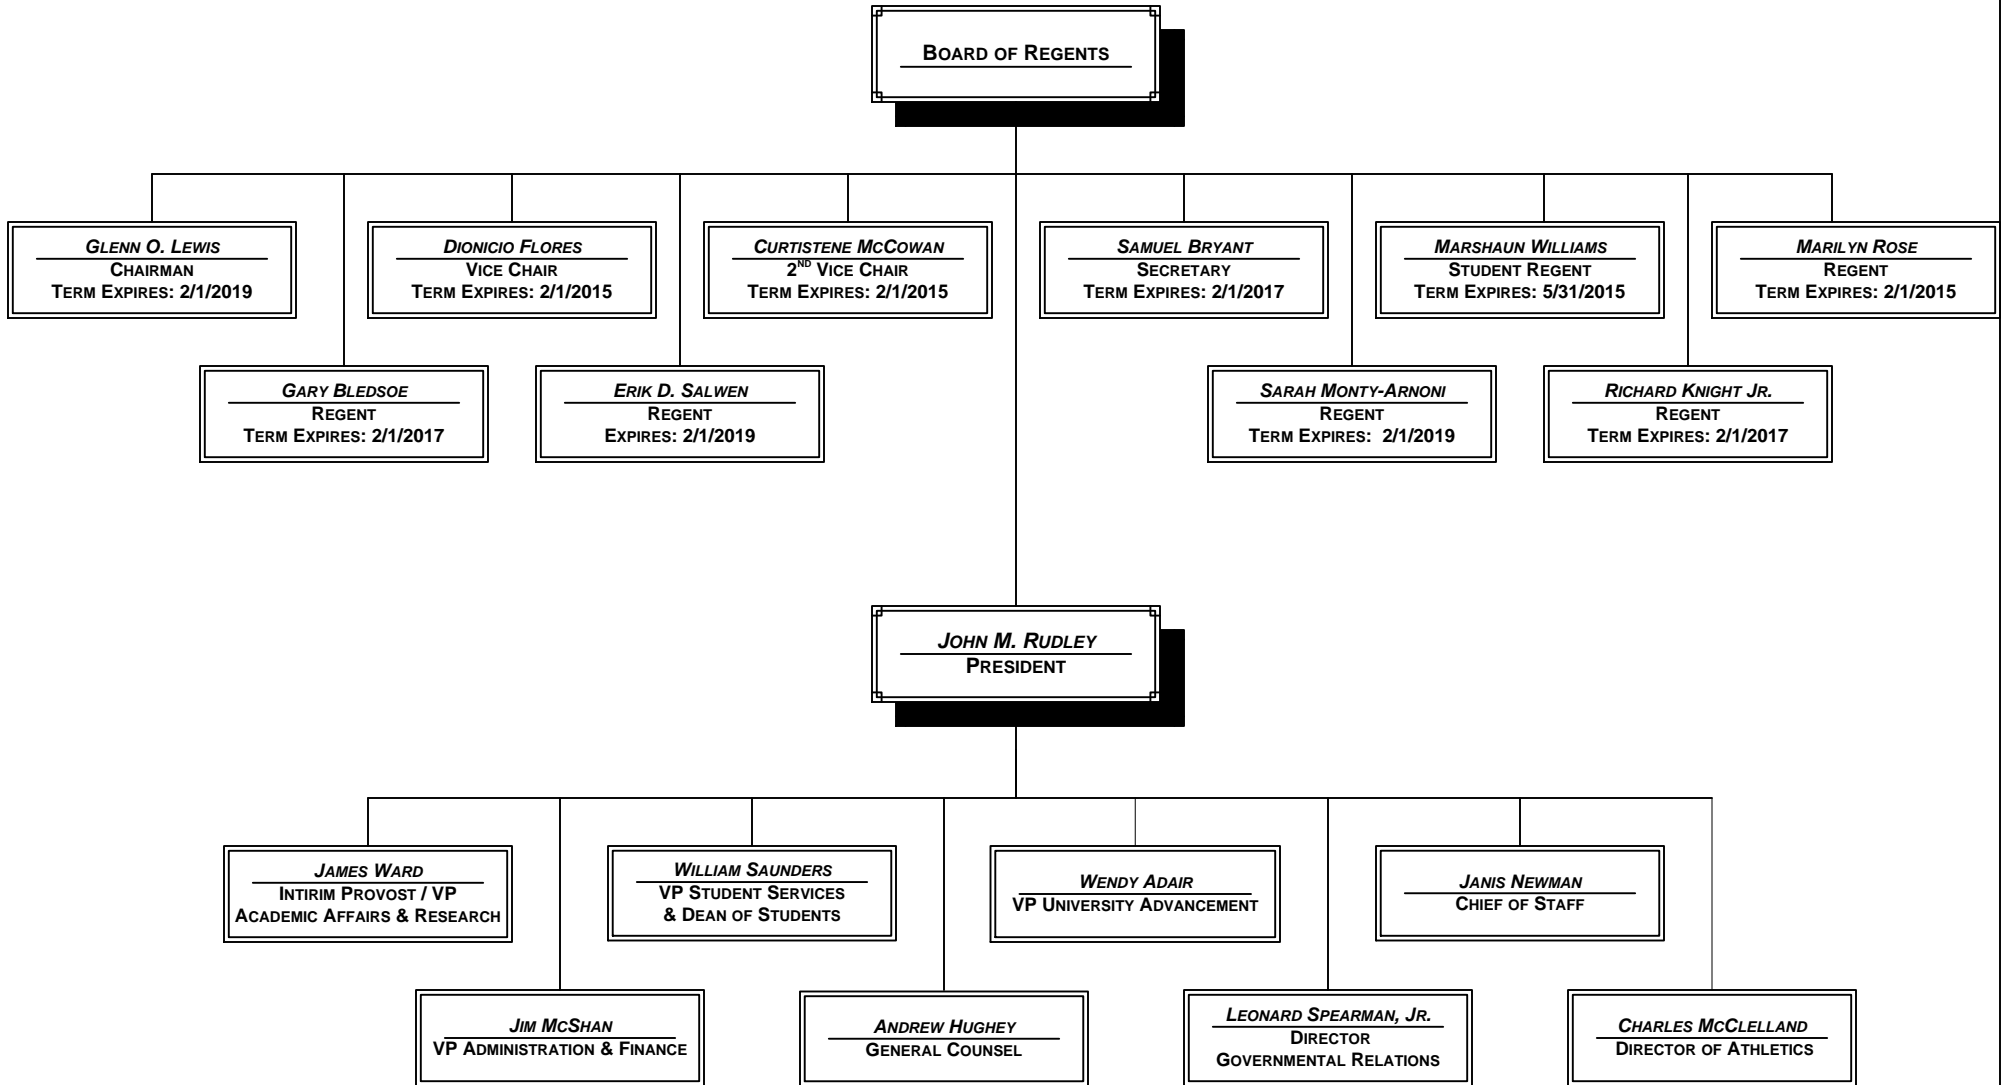 BOARD OF REGENTS
GLENN O. LEWIS
CHAIRMAN
TERM EXPIRES: 2/1/2019
DIONICIO FLORES
VICE CHAIR
TERM EXPIRES: 2/1/2015
CURTISTENE MCCOWAN
2ND VICE CHAIR
TERM EXPIRES: 2/1/2015
SAMUEL BRYANT
SECRETARY
TERM EXPIRES: 2/1/2017
MARSHAUN WILLIAMS
STUDENT REGENT
TERM EXPIRES: 5/31/2015
MARILYN ROSE
REGENT
TERM EXPIRES: 2/1/2015
GARY BLEDSOE
REGENT
TERM EXPIRES: 2/1/2017
ERIK D. SALWEN
REGENT
EXPIRES: 2/1/2019
SARAH MONTY-ARNONI
REGENT
TERM EXPIRES: 2/1/2019
RICHARD KNIGHT JR.
REGENT
TERM EXPIRES: 2/1/2017
JOHN M. RUDLEY
PRESIDENT
JAMES WARD
INTIRIM PROVOST / VP
ACADEMIC AFFAIRS & RESEARCH
WILLIAM SAUNDERS
VP STUDENT SERVICES
& DEAN OF STUDENTS
WENDY ADAIR
VP UNIVERSITY ADVANCEMENT
JANIS NEWMAN
CHIEF OF STAFF
JIM MCSHAN
VP ADMINISTRATION & FINANCE
ANDREW HUGHEY
GENERAL COUNSEL
LEONARD SPEARMAN, JR.
DIRECTOR
GOVERNMENTAL RELATIONS
CHARLES MCCLELLAND
DIRECTOR OF ATHLETICS